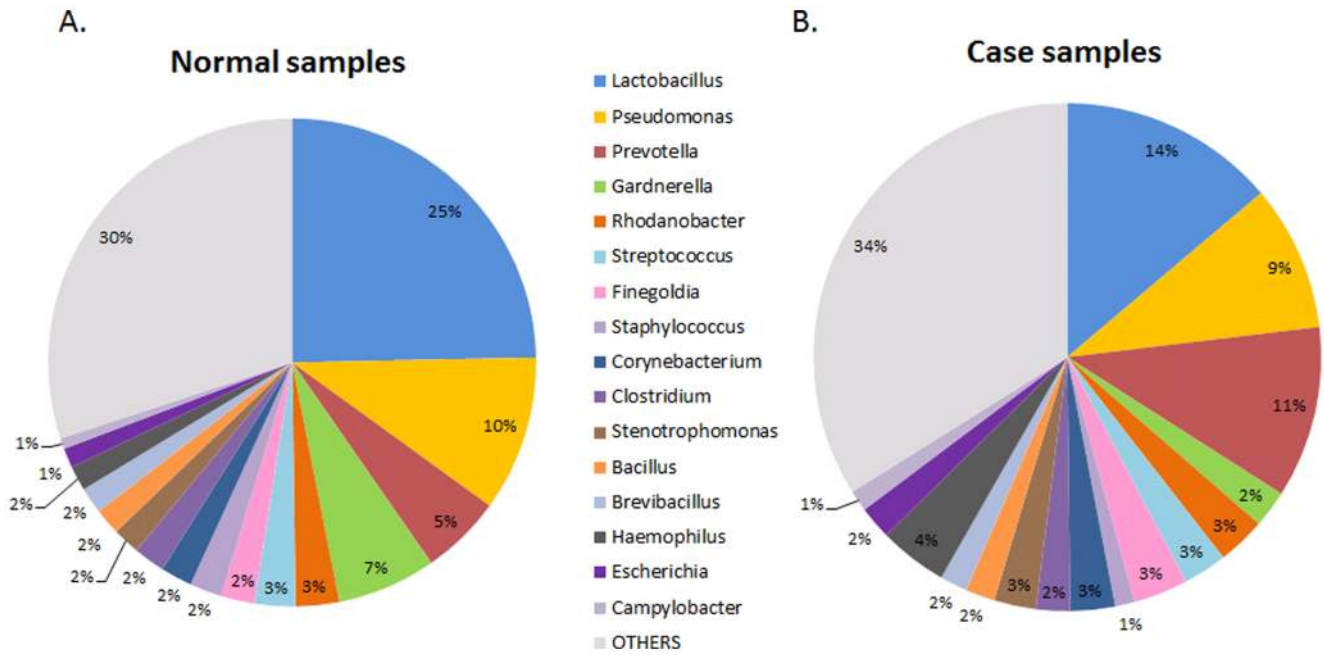 A.
Normal samples
25%
10%
5%
7%
3%
3%
2%
2%
2%
2%
2%
2%
2%
2%
1%
1%
30%
Lactobacillus
Pseudomonas
Prevotella
Gardnerella
Rhodanobacter
Streptococcus
Finegoldia
Staphylococcus
Corynebacterium
Clostridium
Stenotrophomonas
Bacillus
Brevibacillus
Haemophilus
Escherichia
Campylobacter
OTHERS
B.
Case samples
14%
9%
11%
2%
3%
3%
3%
1%
3%
2%
3%
2%
2%
4%
2%
1%
34%